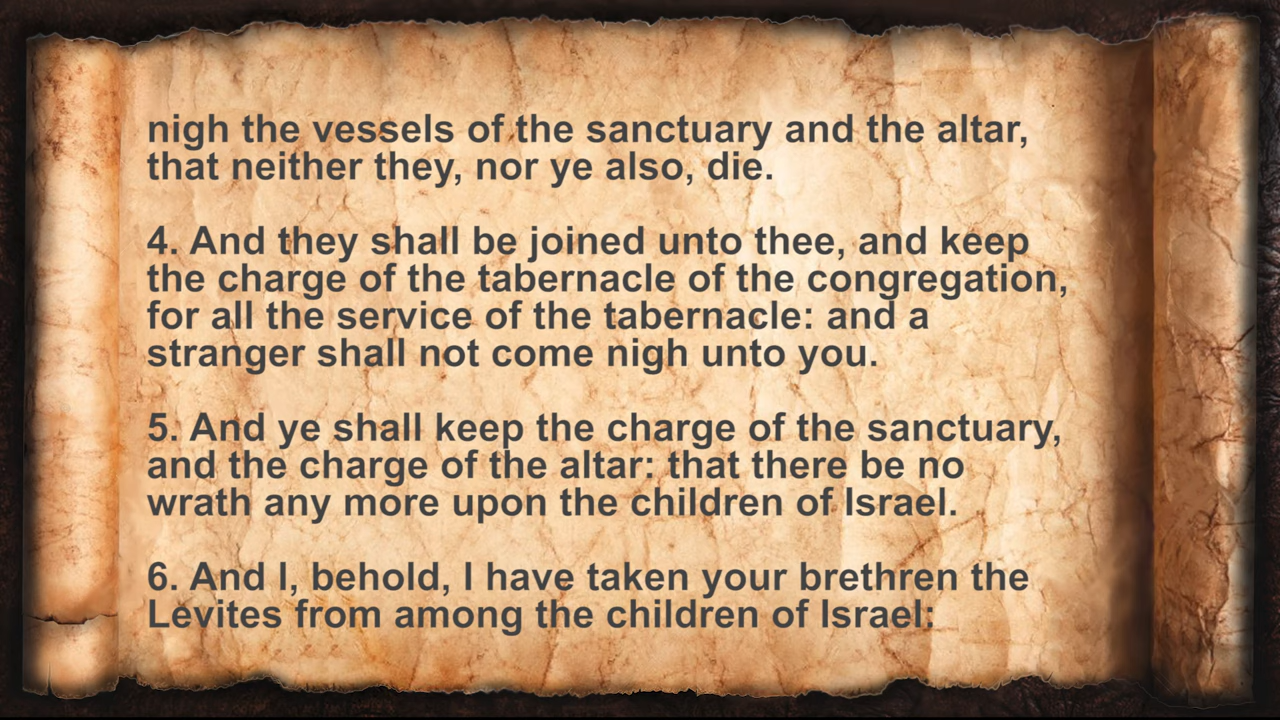 nigh the vessels of the sanctuary and the altar,
that neither they, nor ye also, die.
4. And they shall be joined unto thee, and keep
the charge of the tabernacle of the congregation,
for all the service of the tabernacle: and a
stranger shall not come nigh unto you.
5. And ye shall keep the charge of the sanctuary,
and the charge of the altar: that there be no
wrath any more upon the children of Israel.
6. And I, behold, I have taken your brethren the
Levites from among the children of Israel: